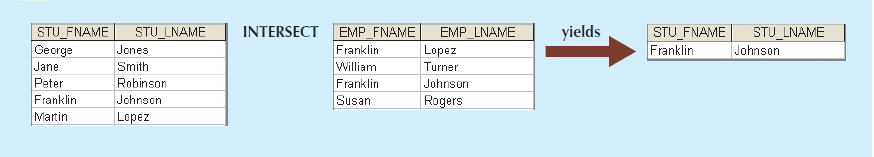 STU_FNAME STU_LNAME INTERSECT EMP_FNAME EMP_LNAME yields STU_FNAME STU_LNAME
George Jones Franklin Lopez Franklin Johnson
Jane Smith William Turner
Peter Robinson Franklin Johnson
Franklin Johnson Susan Rogers
Martin Lopez